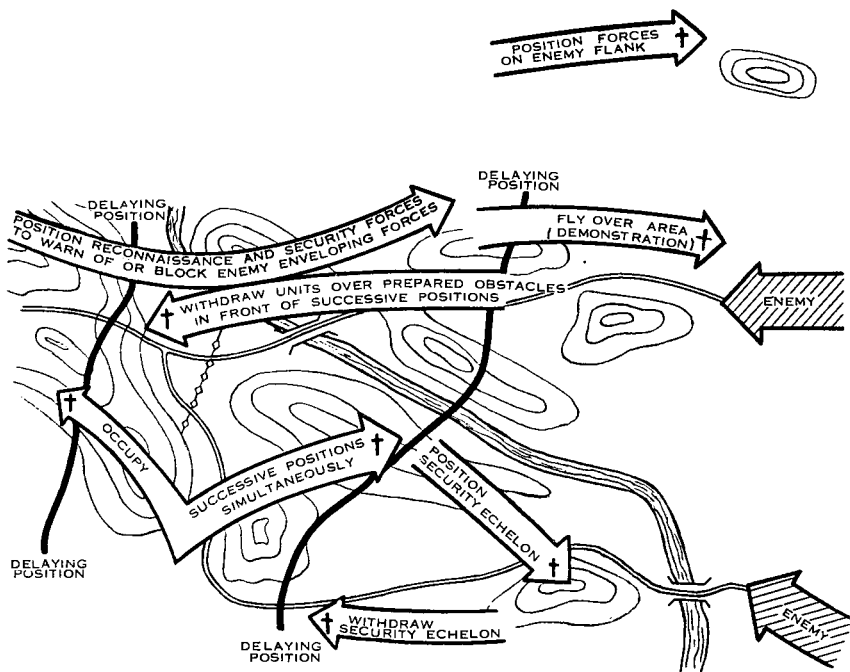 POSITION FORCES
ON ENEMY FLANK
DELAYING
POSITION
DELAYING
POSITION
POSITION RECONNAISSANCE AND SECURITY FORCES
TO WARN OF OR BLOCK ENEMY ENVELOPING FORCES
FLY OVER AREA
(DEMONSTRATION)
WITHDRAW UNITS OVER PREPARED OBSTACLES
IN FRONT OF SUCCESSIVE POSITIONS
ENEMY
OCCUPY
SUCCESSIVE POSITIONS
SIMULTANEOUSLY
POSITION
SECURITY ECHELON
DELAYING
POSITION
WITHDRAW
SECURITY ECHELON
DELAYING
POSITION
ENEMY